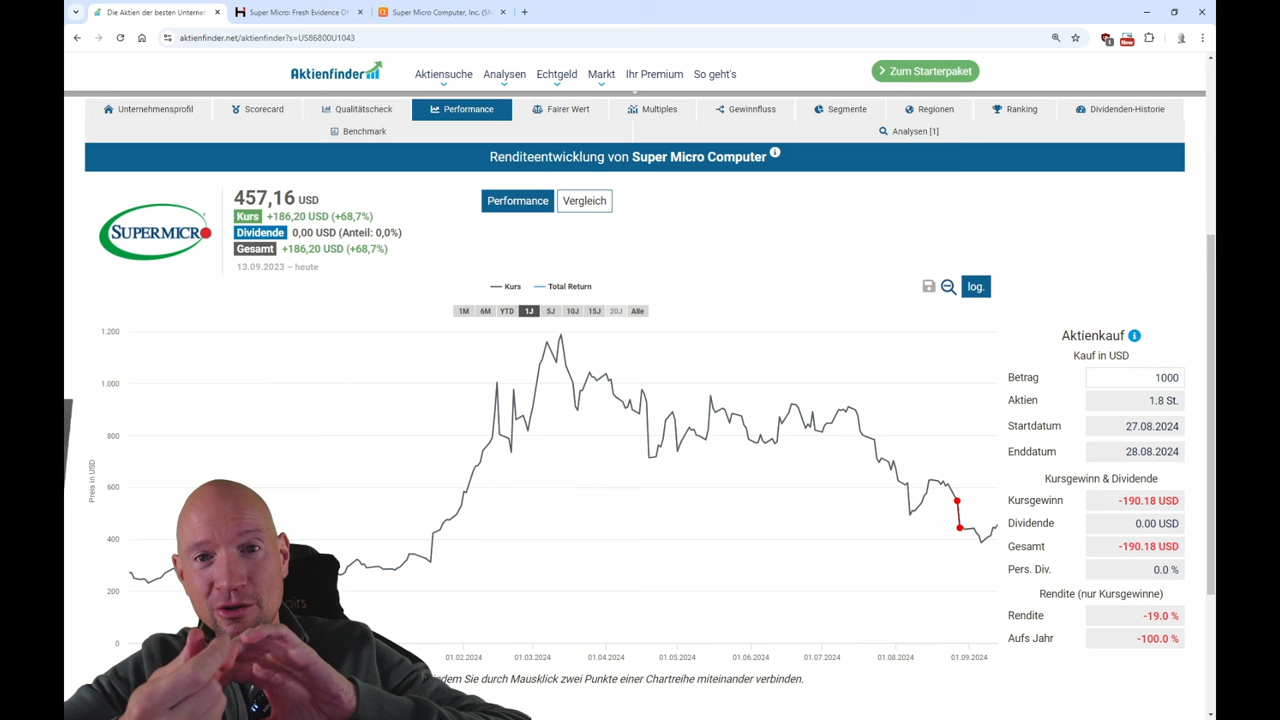 Die Aktien der besten Unterneh
Super Micro: Fresh Evidence Of
Super Micro Computer, Inc. (SM
aktienfinder.net/aktienfinder?s=US86800U1043
1
New
Aktienfinder
Aktiensuche
Analysen
Echtgeld
Markt
Ihr Premium
So geht's
Zum Starterpaket
Unternehmensprofil
Scorecard
Qualitätscheck
Performance
Fairer Wert
Multiples
Gewinnfluss
Segmente
Regionen
Ranking
Dividenden-Historie
Benchmark
Analysen [1]
Renditeentwicklung von Super Micro Computer
SUPERMICR
457,16 USD
Kurs +186,20 USD (+68,7%)
Dividende 0,00 USD (Anteil: 0,0%)
Gesamt +186,20 USD (+68,7%)
13.09.2023 – heute
Performance
Vergleich
Kurs
Total Return
log.
1M
6M
YTD
1J
5J
10J
15J
20J
Alle
Preis in USD
1.200
1.000
800
600
400
200
0
01.02.2024
01.03.2024
01.04.2024
01.05.2024
01.06.2024
01.07.2024
01.08.2024
01.09.2024
ndem Sie durch Mausklick zwei Punkte einer Chartreihe miteinander verbinden.
Aktienkauf
Kauf in USD
Betrag 1000
Aktien 1.8 St.
Startdatum 27.08.2024
Enddatum 28.08.2024
Kursgewinn & Dividende
Kursgewinn -190.18 USD
Dividende 0.00 USD
Gesamt -190.18 USD
Pers. Div. 0.0 %
Rendite (nur Kursgewinne)
Rendite -19.0 %
Aufs Jahr -100.0 %